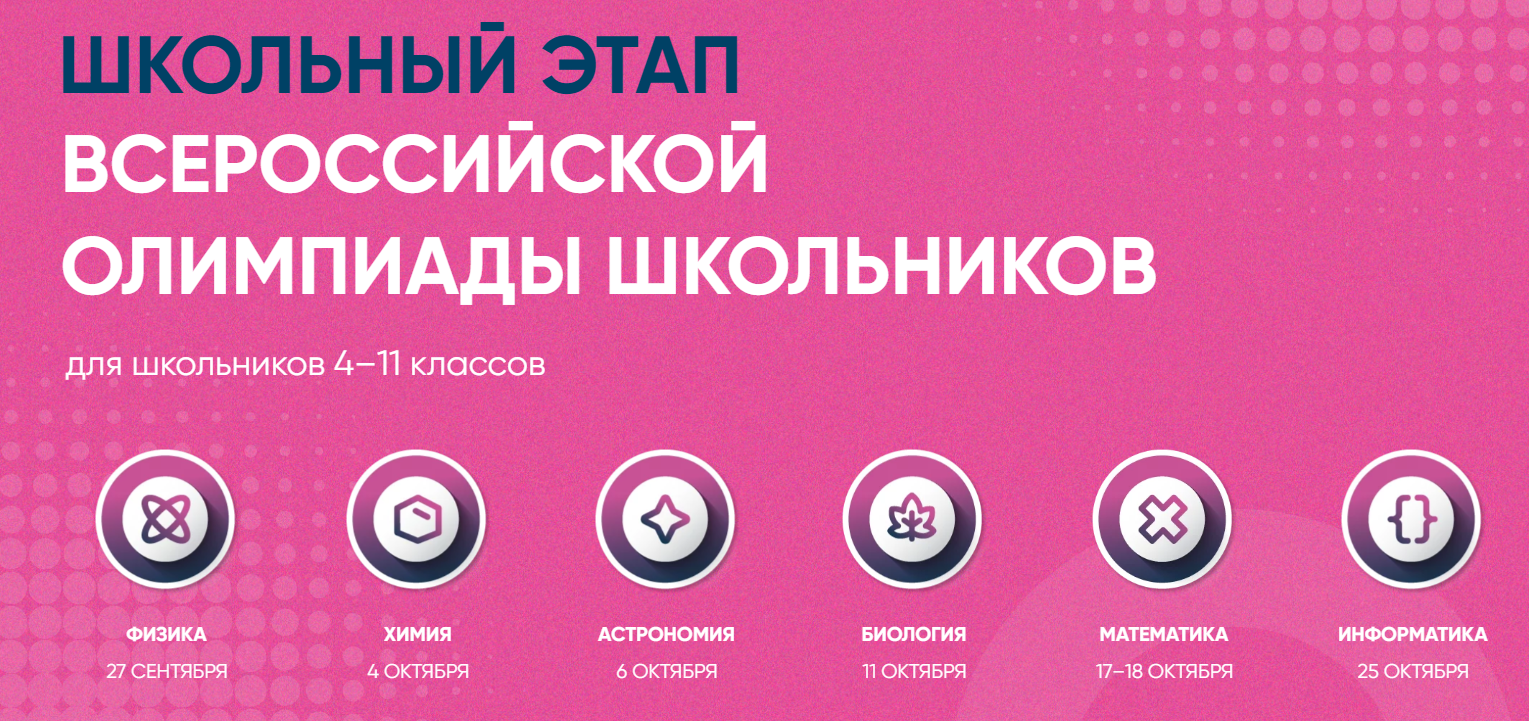 ШКОЛЬНЫЙ ЭТАП
ВСЕРОССИЙСКОЙ
ОЛИМПИАДЫ ШКОЛЬНИКОВ
для школьников 4–11 классов
ФИЗИКА
27 СЕНТЯБРЯ
ХИМИЯ
4 ОКТЯБРЯ
АСТРОНОМИЯ
6 ОКТЯБРЯ
БИОЛОГИЯ
11 ОКТЯБРЯ
МАТЕМАТИКА
17–18 ОКТЯБРЯ
ИНФОРМАТИКА
25 ОКТЯБРЯ